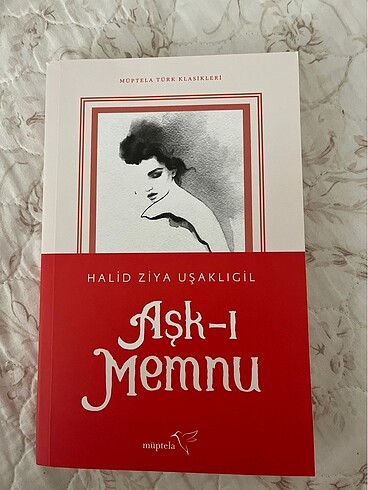 MÜPTELA TÜRK KLASİKLERİ
HALİD ZİYA UŞAKLIGİL
Aşk-ı
Memnu
müptela